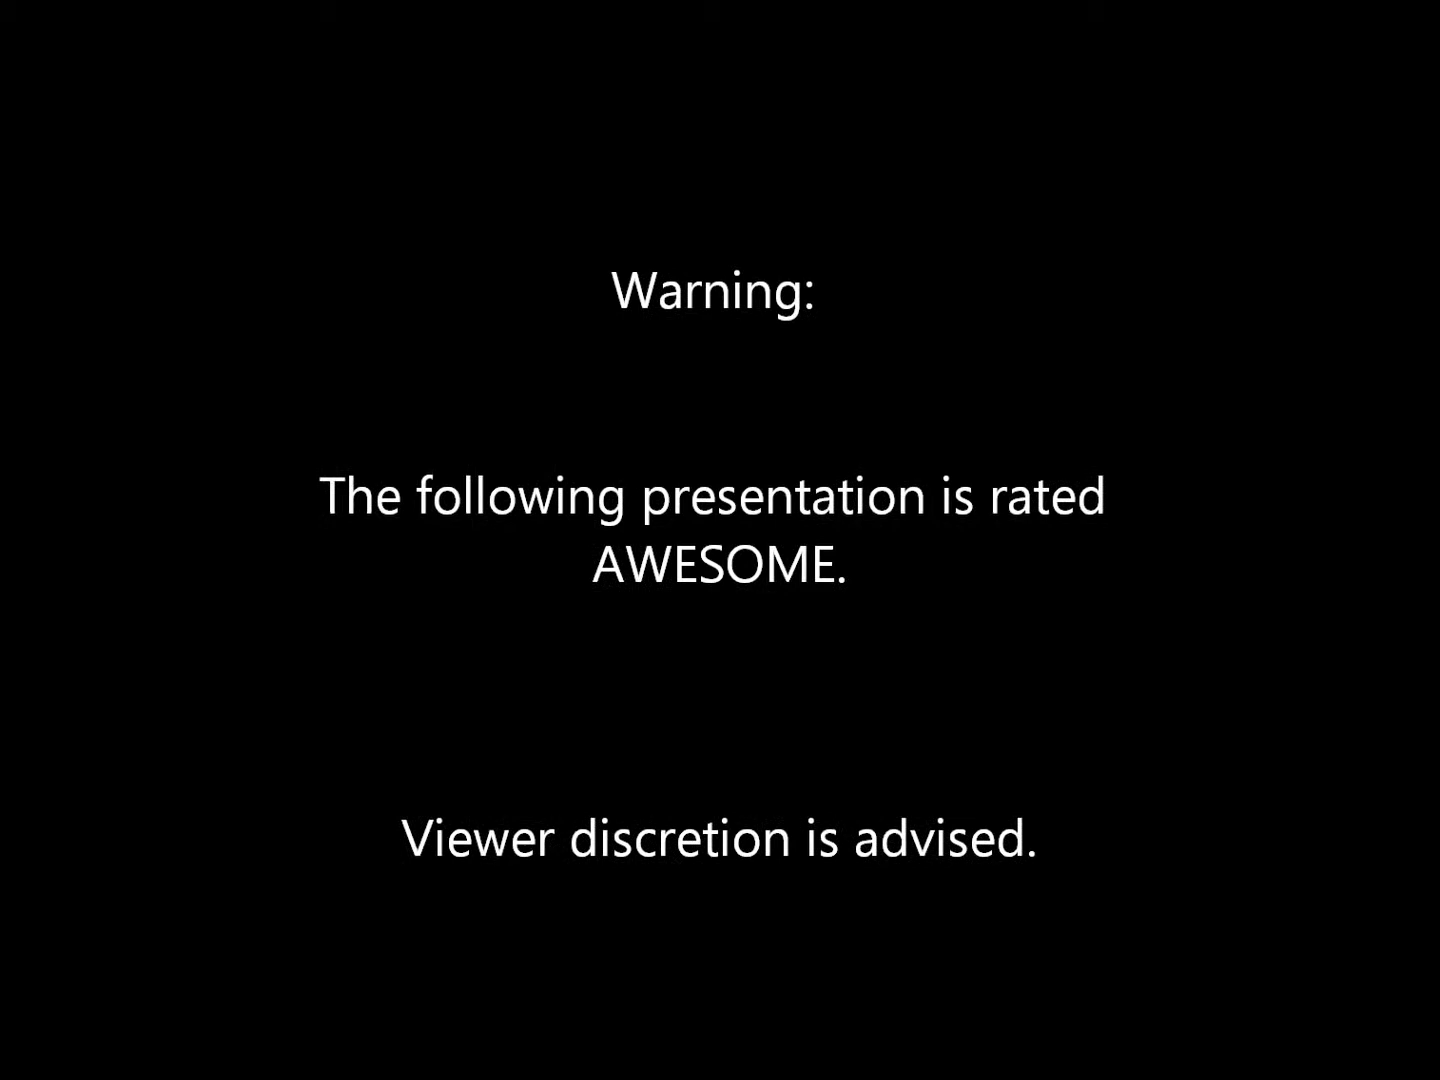 Warning:
The following presentation is rated
AWESOME.
Viewer discretion is advised.